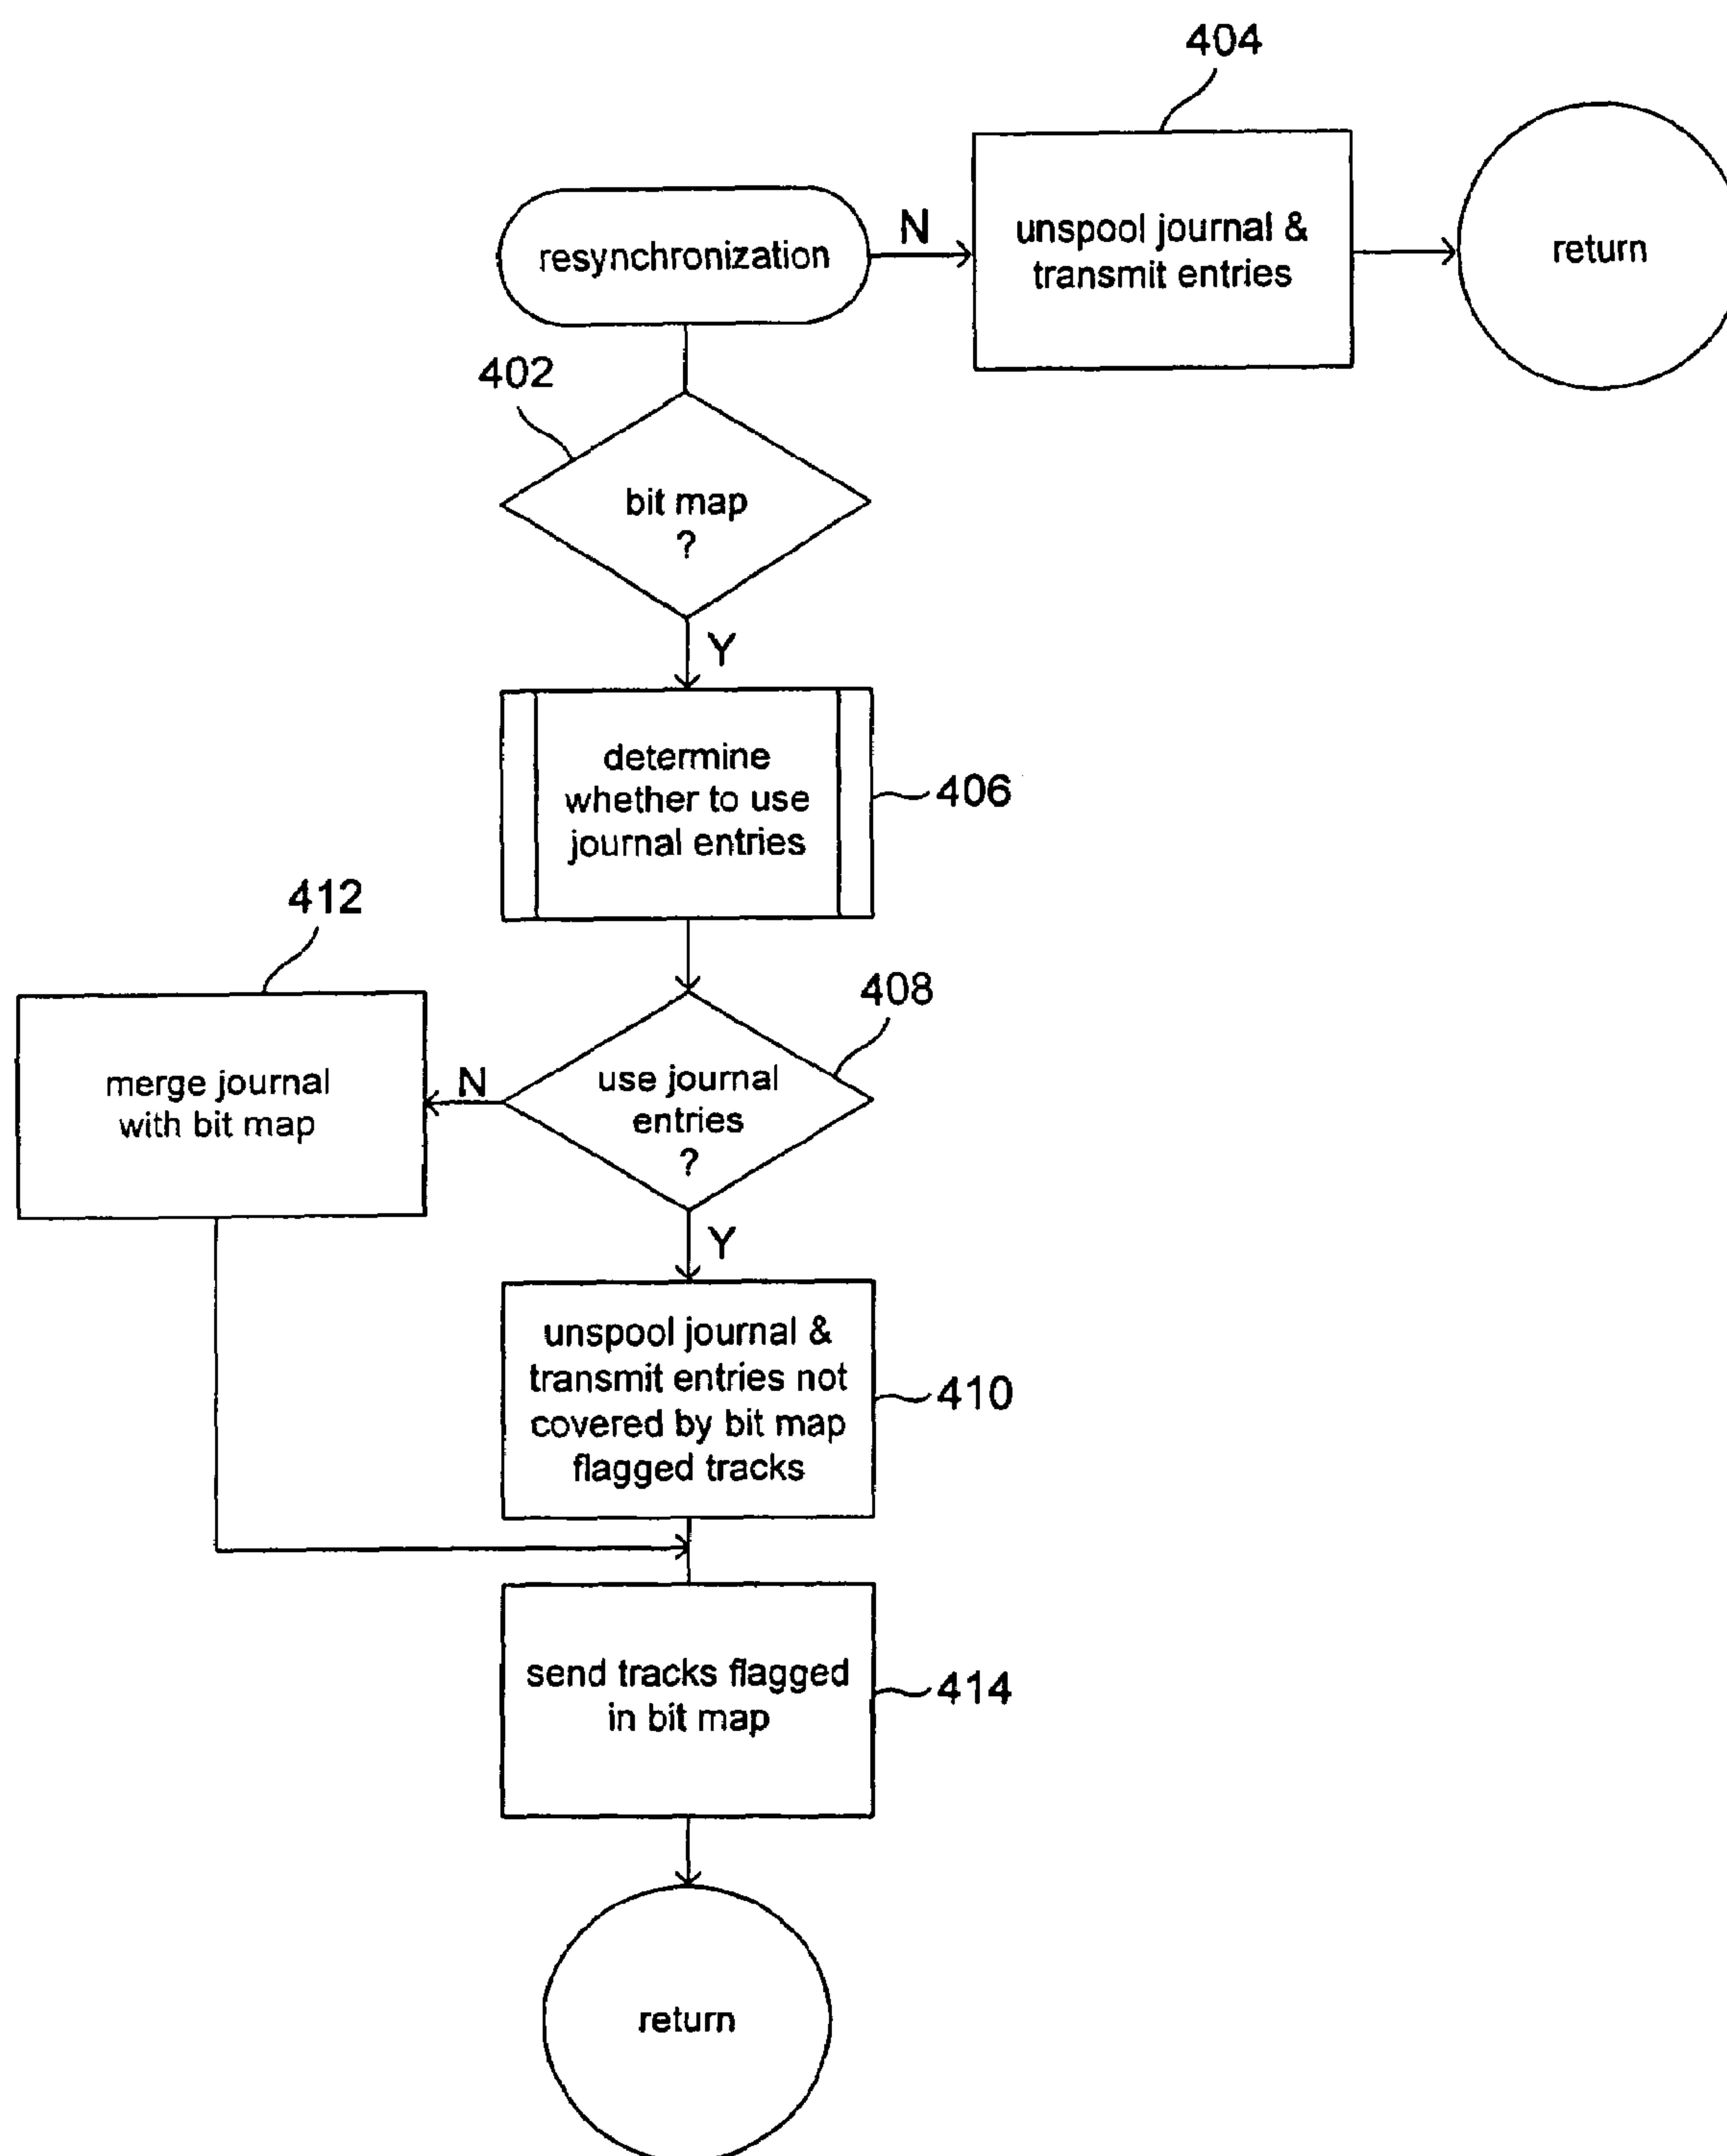 404
resynchronization
N
unspool journal &
transmit entries
return
402
bit map
?
Y
determine
whether to use
journal entries
406
412
408
merge journal
with bit map
N
use journal
entries
?
Y
unspool journal &
transmit entries not
covered by bit map
flagged tracks
410
send tracks flagged
in bit map
414
return